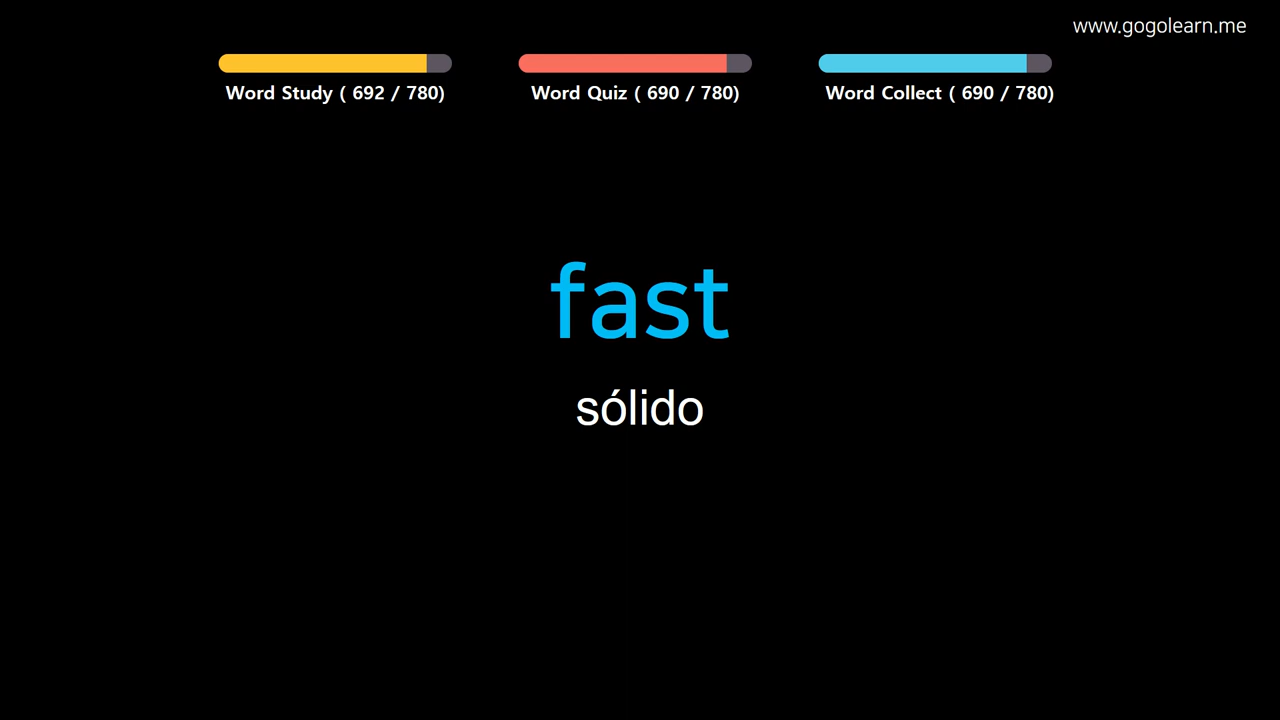 www.gogolearn.me
Word Study ( 692 / 780)
Word Quiz ( 690 / 780)
Word Collect ( 690 / 780)
fast
sólido